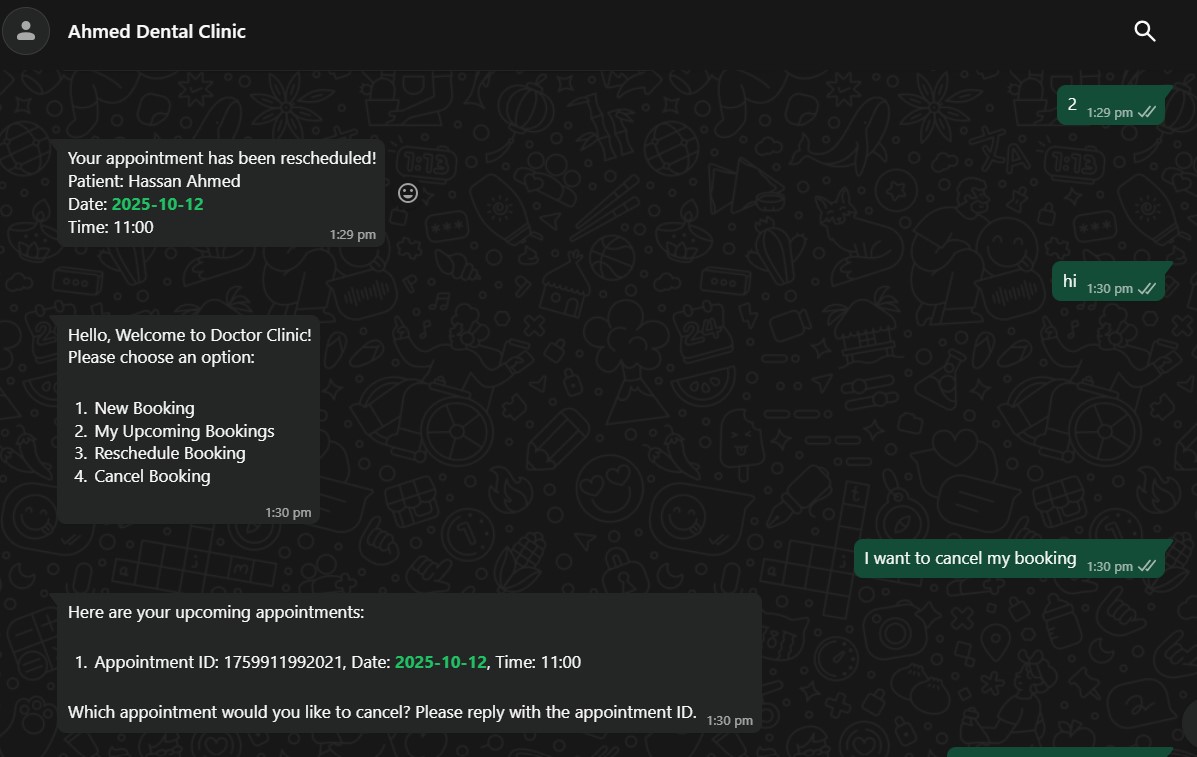 Ahmed Dental Clinic
2 1:29 pm
Your appointment has been rescheduled!
Patient: Hassan Ahmed
Date: 2025-10-12
Time: 11:00
1:29 pm
hi 1:30 pm
Hello, Welcome to Doctor Clinic!
Please choose an option:
1. New Booking
2. My Upcoming Bookings
3. Reschedule Booking
4. Cancel Booking
1:30 pm
I want to cancel my booking 1:30 pm
Here are your upcoming appointments:
1. Appointment ID: 1759911992021, Date: 2025-10-12, Time: 11:00
Which appointment would you like to cancel? Please reply with the appointment ID. 1:30 pm